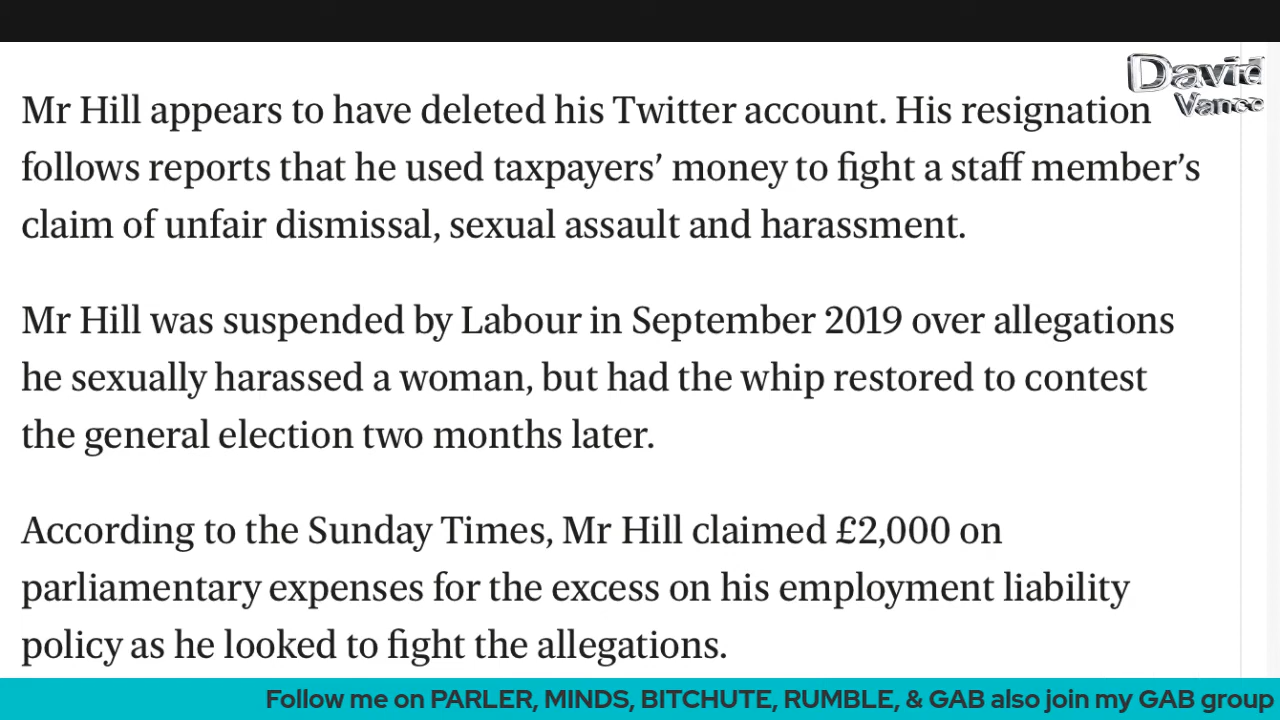 David
Vance
Mr Hill appears to have deleted his Twitter account. His resignation
follows reports that he used taxpayers’ money to fight a staff member’s
claim of unfair dismissal, sexual assault and harassment.
Mr Hill was suspended by Labour in September 2019 over allegations
he sexually harassed a woman, but had the whip restored to contest
the general election two months later.
According to the Sunday Times, Mr Hill claimed £2,000 on
parliamentary expenses for the excess on his employment liability
policy as he looked to fight the allegations.
Follow me on PARLER, MINDS, BITCHUTE, RUMBLE, & GAB also join my GAB group